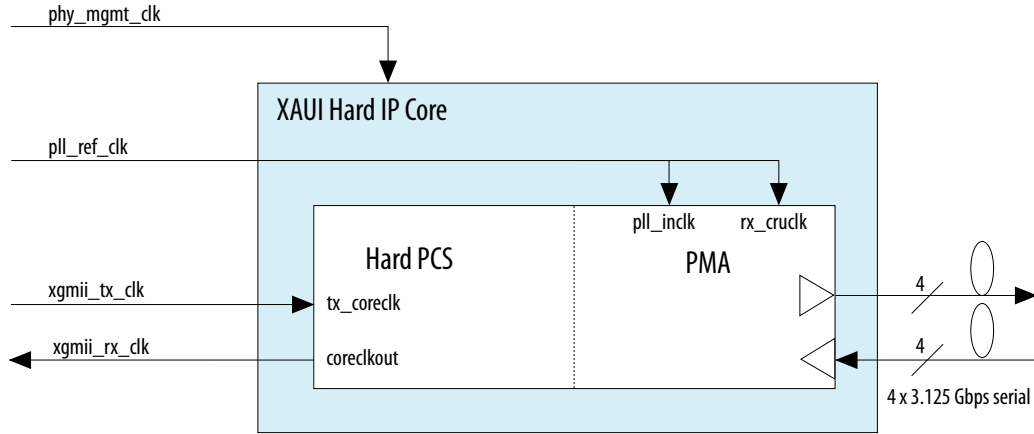 phy_mgmt_clk
XAUI Hard IP Core
pll_ref_clk
pll_inclk rx_cruclk
Hard PCS PMA
xgmii_tx_clk tx_coreclk 4
xgmii_rx_clk coreclkout 4
4 x 3.125 Gbps serial